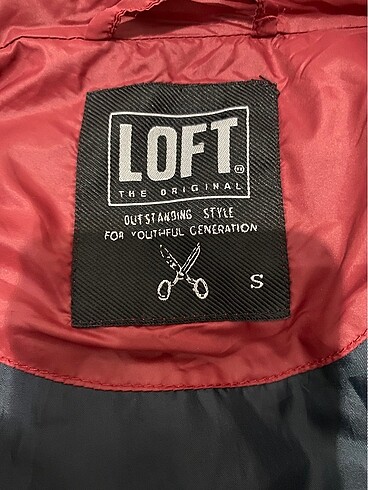 LOFT
THE ORIGINAL
OUTSTANDING STYLE
FOR YOUTHFUL GENERATION
S